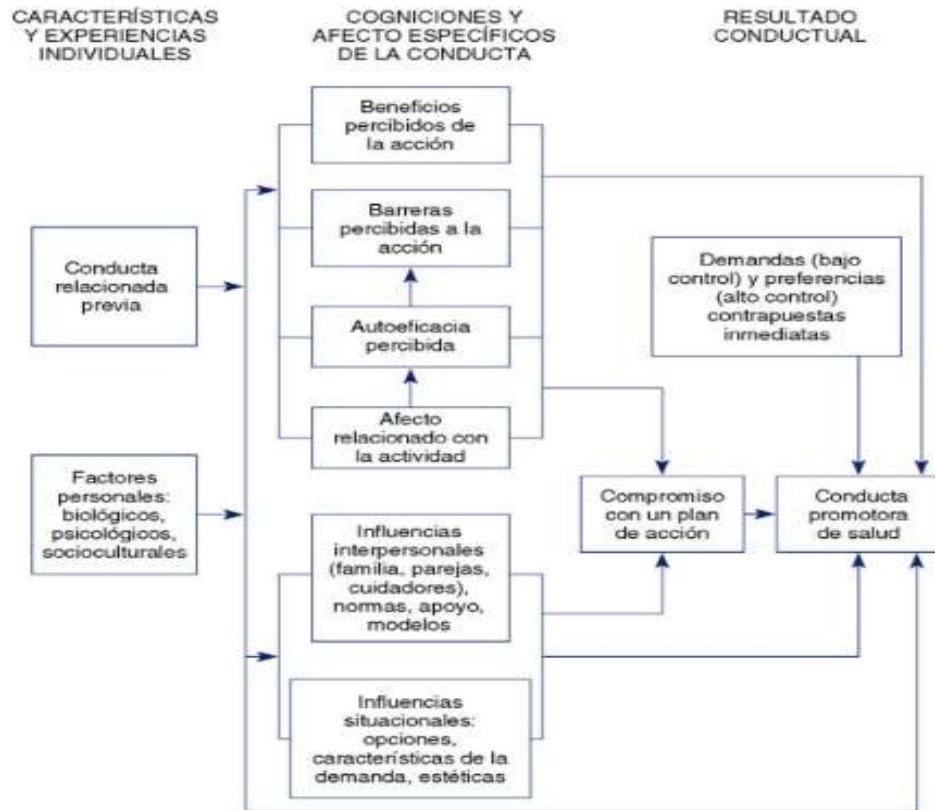 CARACTERÍSTICAS
Y EXPERIENCIAS
INDIVIDUALES
COGNICIONES Y
AFECTO ESPECÍFICOS
DE LA CONDUCTA
RESULTADO
CONDUCTUAL
Conducta
relacionada
previa
Factores
personales:
biológicos,
psicológicos,
socioculturales
Beneficios
percibidos de
la acción
Barreras
percibidas a la
acción
Autoeficacia
percibida
Afecto
relacionado con
la actividad
Influencias
interpersonales
(familia, parejas,
cuidadores),
normas, apoyo,
modelos
Influencias
situacionales:
opciones,
características de la
demanda, estéticas
Demandas (bajo
control) y preferencias
(alto control)
contrapuestas
inmediatas
Compromiso
con un plan
de acción
Conducta
promotora
de salud